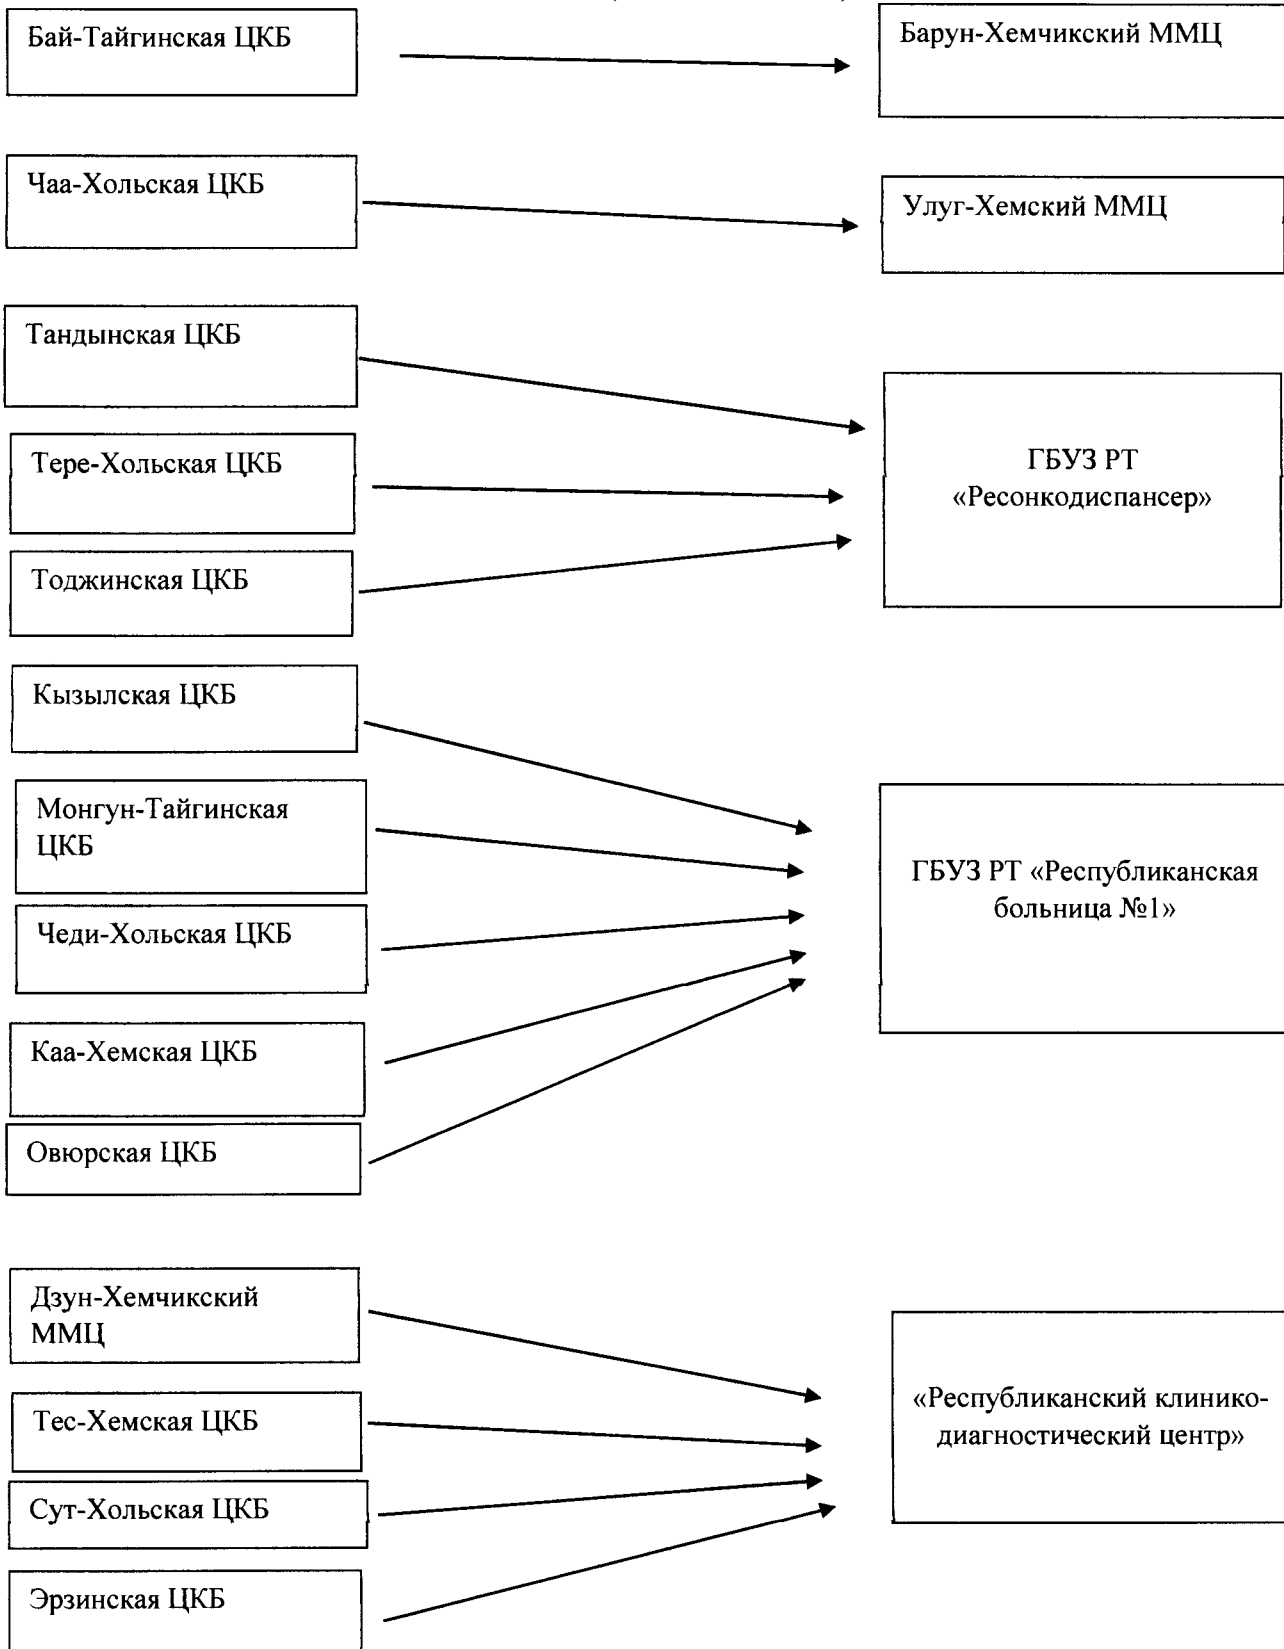 Бай-Тайгинская ЦКБ
Барун-Хемчикский ММЦ
Чаа-Хольская ЦКБ
Улуг-Хемский ММЦ
Тандынская ЦКБ
Тере-Хольская ЦКБ
Тоджинская ЦКБ
ГБУЗ РТ
«Ресонкодиспансер»
Кызылская ЦКБ
Монгун-Тайгинская
ЦКБ
Чеди-Хольская ЦКБ
Каа-Хемская ЦКБ
Овюрская ЦКБ
ГБУЗ РТ «Республиканская
больница №1»
Дзун-Хемчикский
ММЦ
Тес-Хемская ЦКБ
Сут-Хольская ЦКБ
Эрзинская ЦКБ
«Республиканский клинико-
диагностический центр»